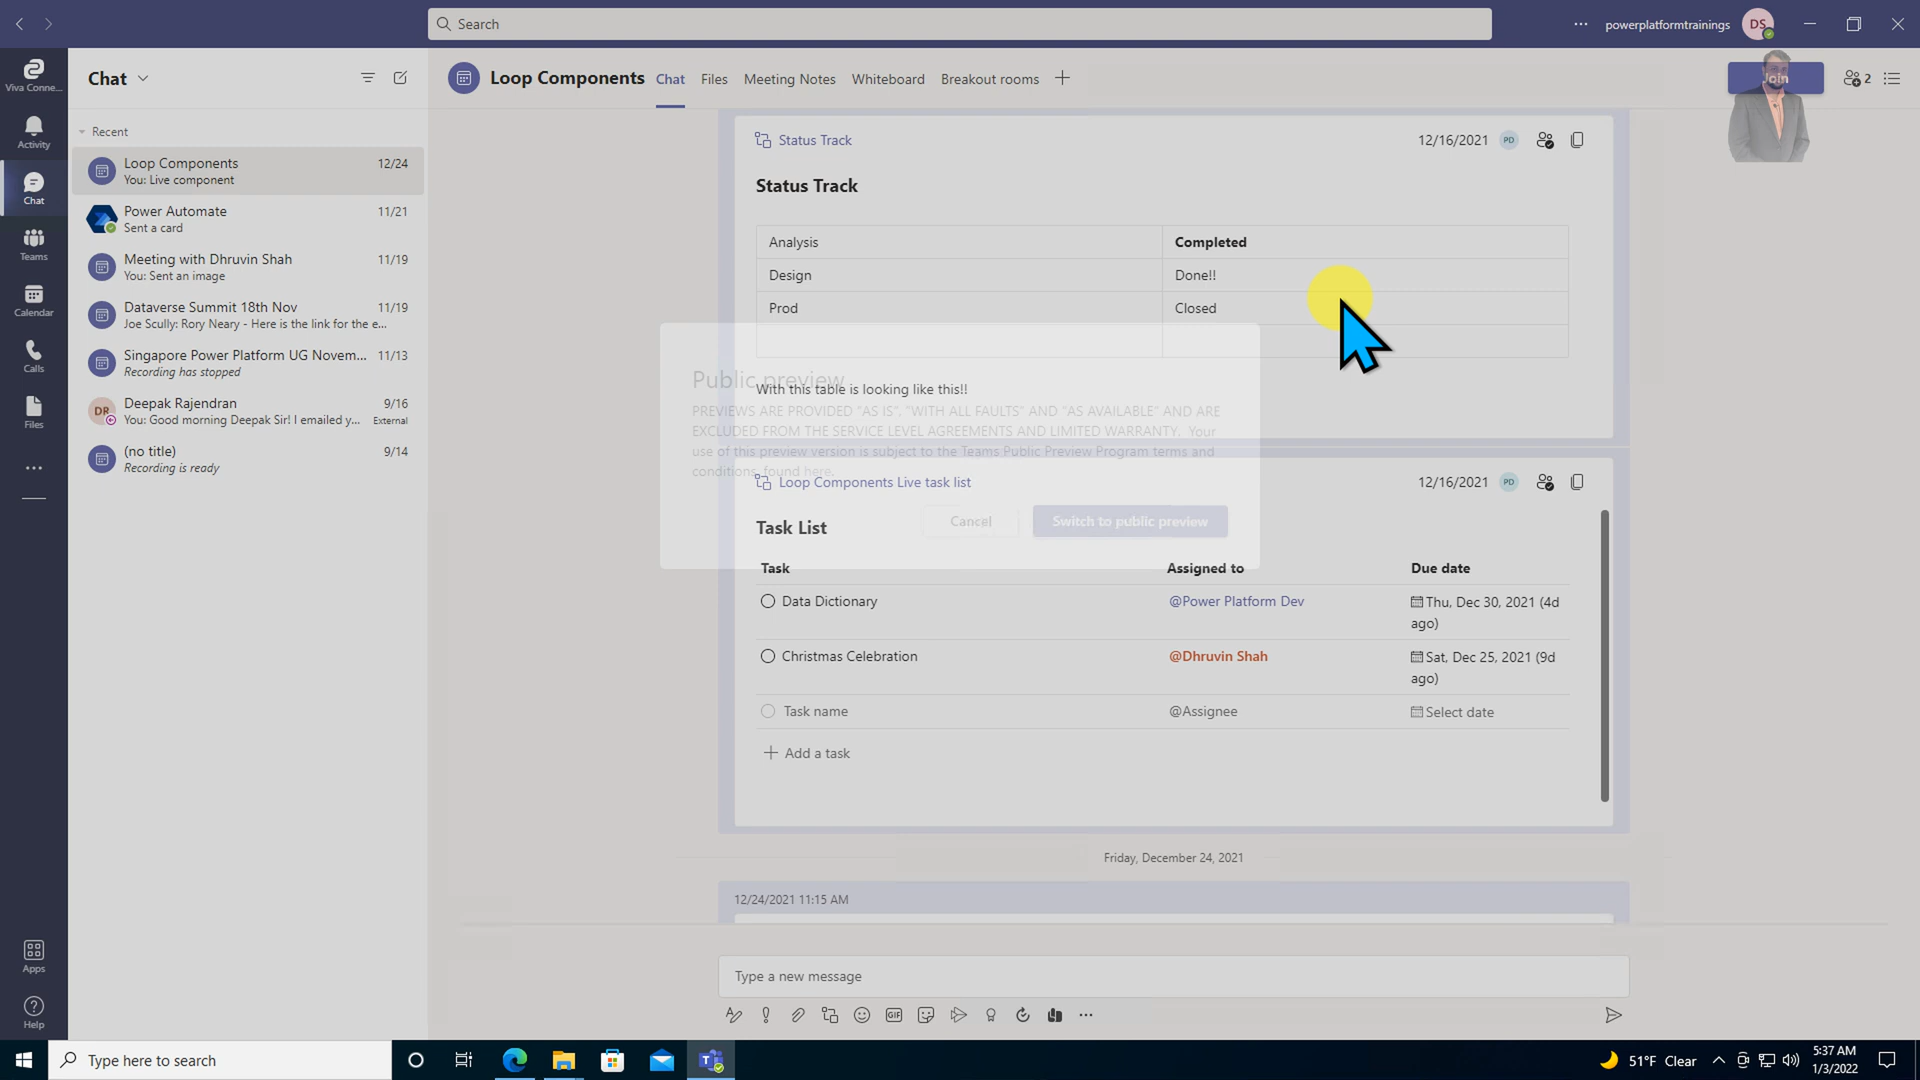 Search
powerplatformtrainings
DS
Viva Conne...
Activity
Chat
Teams
Calendar
Calls
Files
Apps
Help
Chat
Recent
Loop Components 12/24
You: Live component
Power Automate 11/21
Sent a card
Meeting with Dhruvin Shah 11/19
You: Sent an image
Dataverse Summit 18th Nov 11/19
Joe Scully: Rory Neary - Here is the link for the e...
Singapore Power Platform UG Novem... 11/13
Recording has stopped
DR
Deepak Rajendran 9/16
You: Good morning Deepak Sir! I emailed y... External
(no title) 9/14
Recording is ready
Loop Components Chat Files Meeting Notes Whiteboard Breakout rooms
Join
2
Status Track 12/16/2021 PD
Status Track
Analysis Completed
Design Done!!
Prod Closed
With this table is looking like this!!
Public preview
PREVIEWS ARE PROVIDED "AS IS", "WITH ALL FAULTS" AND "AS AVAILABLE" AND ARE
EXCLUDED FROM THE SERVICE LEVEL AGREEMENTS AND LIMITED WARRANTY. Your
use of this preview version is subject to the Teams Public Preview Program terms and
conditions, found here.
Cancel Switch to public preview
Loop Components Live task list 12/16/2021 PD
Task List
Task Assigned to Due date
Data Dictionary @Power Platform Dev Thu, Dec 30, 2021 (4d
ago)
Christmas Celebration @Dhruvin Shah Sat, Dec 25, 2021 (9d
ago)
Task name @Assignee Select date
Add a task
Friday, December 24, 2021
12/24/2021 11:15 AM
Type a new message
GIF
Type here to search
51°F Clear
5:37 AM
1/3/2022